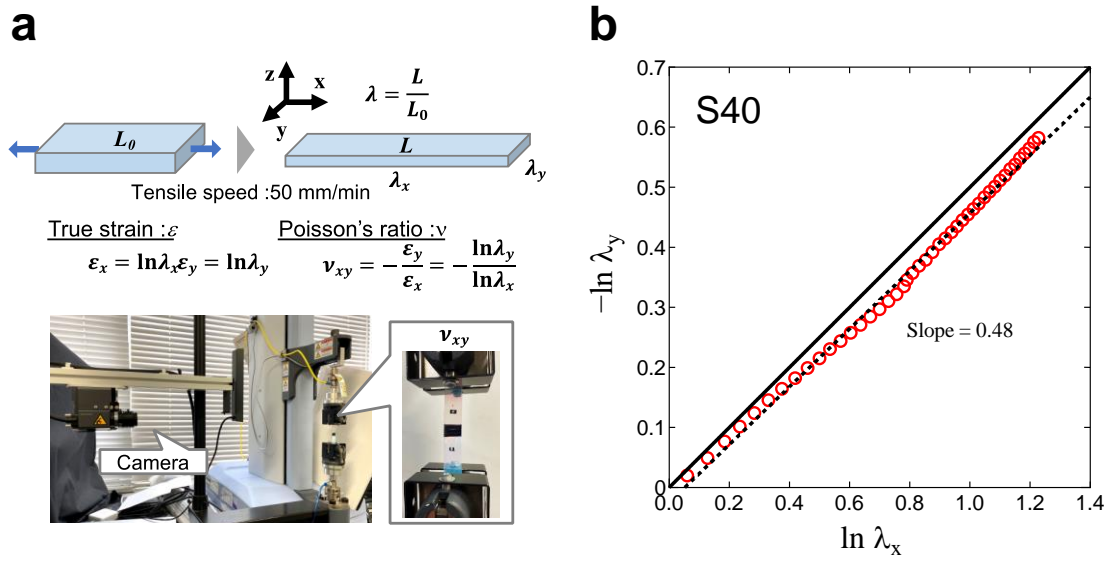 a
z
x
y
λ = L/L₀
L₀
L
λₓ
λᵧ
Tensile speed :50 mm/min
True strain :ε
Poisson's ratio :ν
εₓ = lnλₓεᵧ = lnλᵧ
νₓᵧ = −εᵧ/εₓ = −lnλᵧ/lnλₓ
νₓᵧ
Camera
b
S40
0.7
0.6
0.5
0.4
0.3
0.2
0.1
0
−ln λᵧ
Slope = 0.48
0.0 0.2 0.4 0.6 0.8 1.0 1.2 1.4
ln λₓ